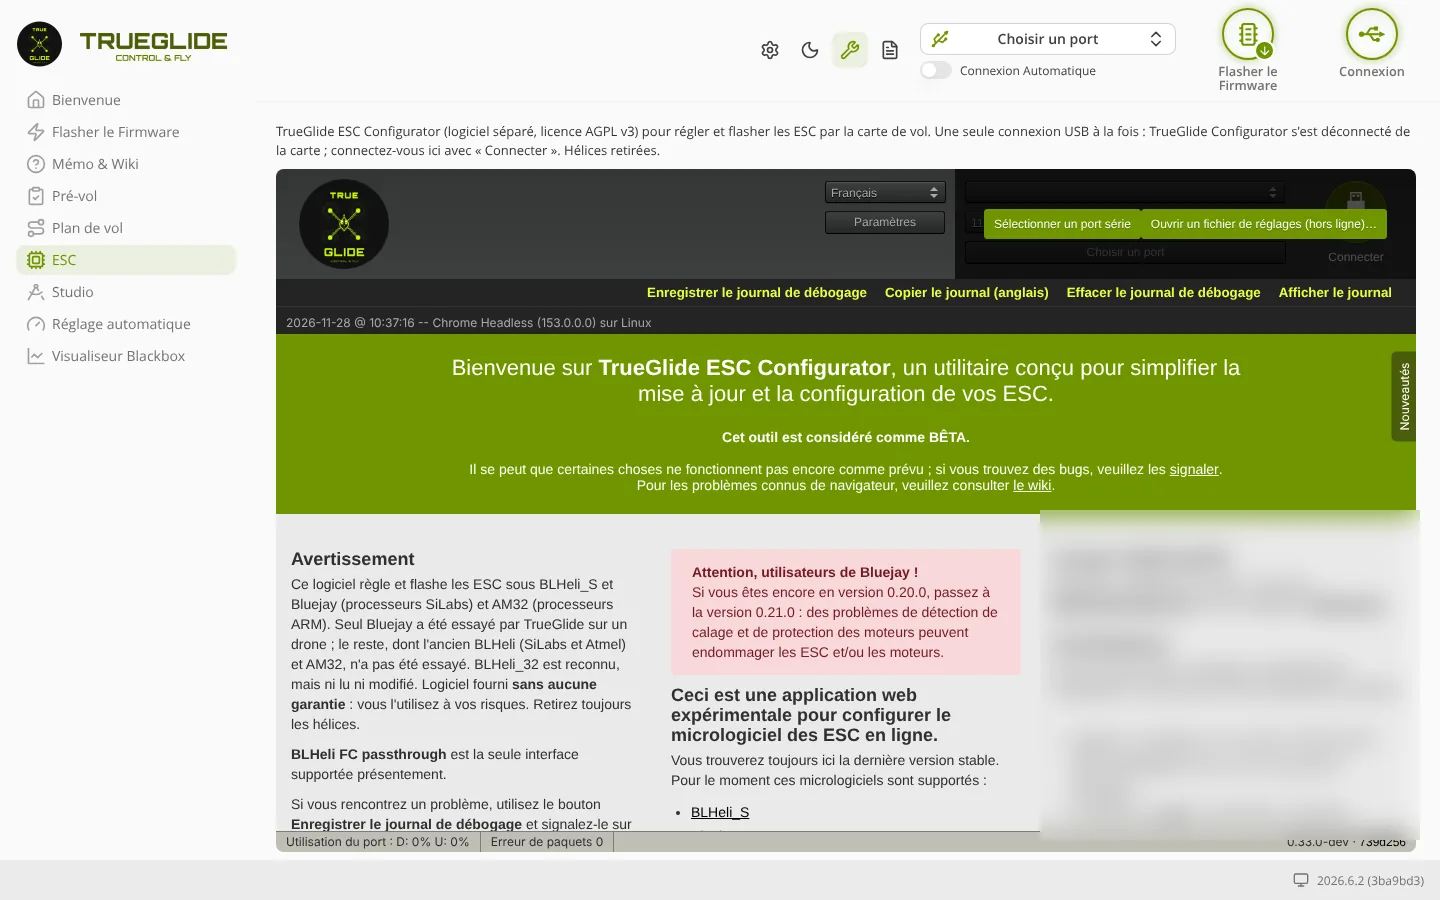 TRUE
GLIDE
TRUEGLIDE
CONTROL & FLY
Choisir un port
Connexion Automatique
Flasher le
Firmware
Connexion
Bienvenue
Flasher le Firmware
Mémo & Wiki
Pré-vol
Plan de vol
ESC
Studio
Réglage automatique
Visualiseur Blackbox
TrueGlide ESC Configurator (logiciel séparé, licence AGPL v3) pour régler et flasher les ESC par la carte de vol. Une seule connexion USB à la fois : TrueGlide Configurator s'est déconnecté de
la carte ; connectez-vous ici avec « Connecter ». Hélices retirées.
TRUE
GLIDE
CONTROL & FLY
Français
Paramètres
11
Sélectionner un port série
Ouvrir un fichier de réglages (hors ligne)…
Choisir un port
Connecter
Enregistrer le journal de débogage
Copier le journal (anglais)
Effacer le journal de débogage
Afficher le journal
2026-11-28 @ 10:37:16 -- Chrome Headless (153.0.0.0) sur Linux
Bienvenue sur TrueGlide ESC Configurator, un utilitaire conçu pour simplifier la
mise à jour et la configuration de vos ESC.
Cet outil est considéré comme BÊTA.
Il se peut que certaines choses ne fonctionnent pas encore comme prévu ; si vous trouvez des bugs, veuillez les signaler.
Pour les problèmes connus de navigateur, veuillez consulter le wiki.
Nouveautés
Avertissement
Ce logiciel règle et flashe les ESC sous BLHeli_S et
Bluejay (processeurs SiLabs) et AM32 (processeurs
ARM). Seul Bluejay a été essayé par TrueGlide sur un
drone ; le reste, dont l'ancien BLHeli (SiLabs et Atmel)
et AM32, n'a pas été essayé. BLHeli_32 est reconnu,
mais ni lu ni modifié. Logiciel fourni sans aucune
garantie : vous l'utilisez à vos risques. Retirez toujours
les hélices.
BLHeli FC passthrough est la seule interface
supportée présentement.
Si vous rencontrez un problème, utilisez le bouton
Enregistrer le journal de débogage et signalez-le sur
Attention, utilisateurs de Bluejay !
Si vous êtes encore en version 0.20.0, passez à
la version 0.21.0 : des problèmes de détection de
calage et de protection des moteurs peuvent
endommager les ESC et/ou les moteurs.
Ceci est une application web
expérimentale pour configurer le
micrologiciel des ESC en ligne.
Vous trouverez toujours ici la dernière version stable.
Pour le moment ces micrologiciels sont supportés :
• BLHeli_S
Utilisation du port : D: 0% U: 0%
Erreur de paquets 0
0.33.0-dev · 739d256
2026.6.2 (3ba9bd3)